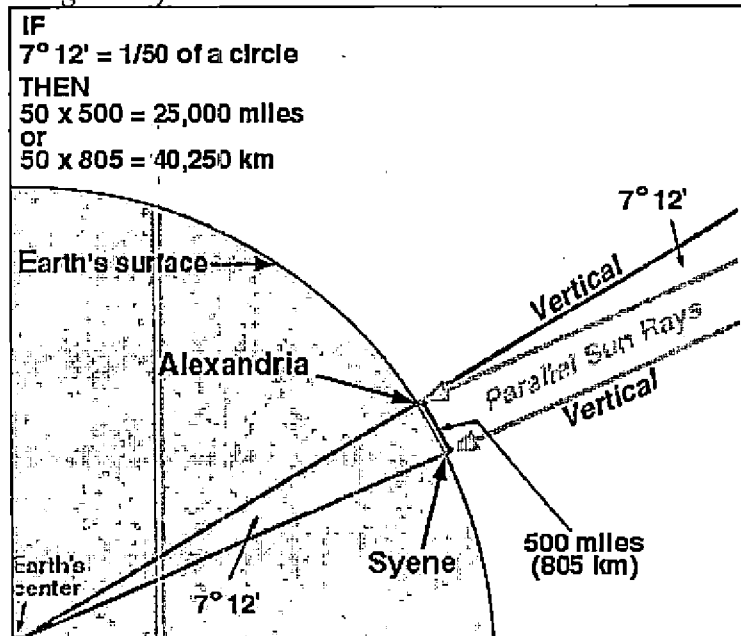 IF
7° 12' = 1/50 of a circle
THEN
50 x 500 = 25,000 miles
or
50 x 805 = 40,250 km
7° 12'
Earth's surface
Vertical
Parallel Sun Rays
Alexandria
Vertical
500 miles
(805 km)
Syene
Earth's
center
7° 12'